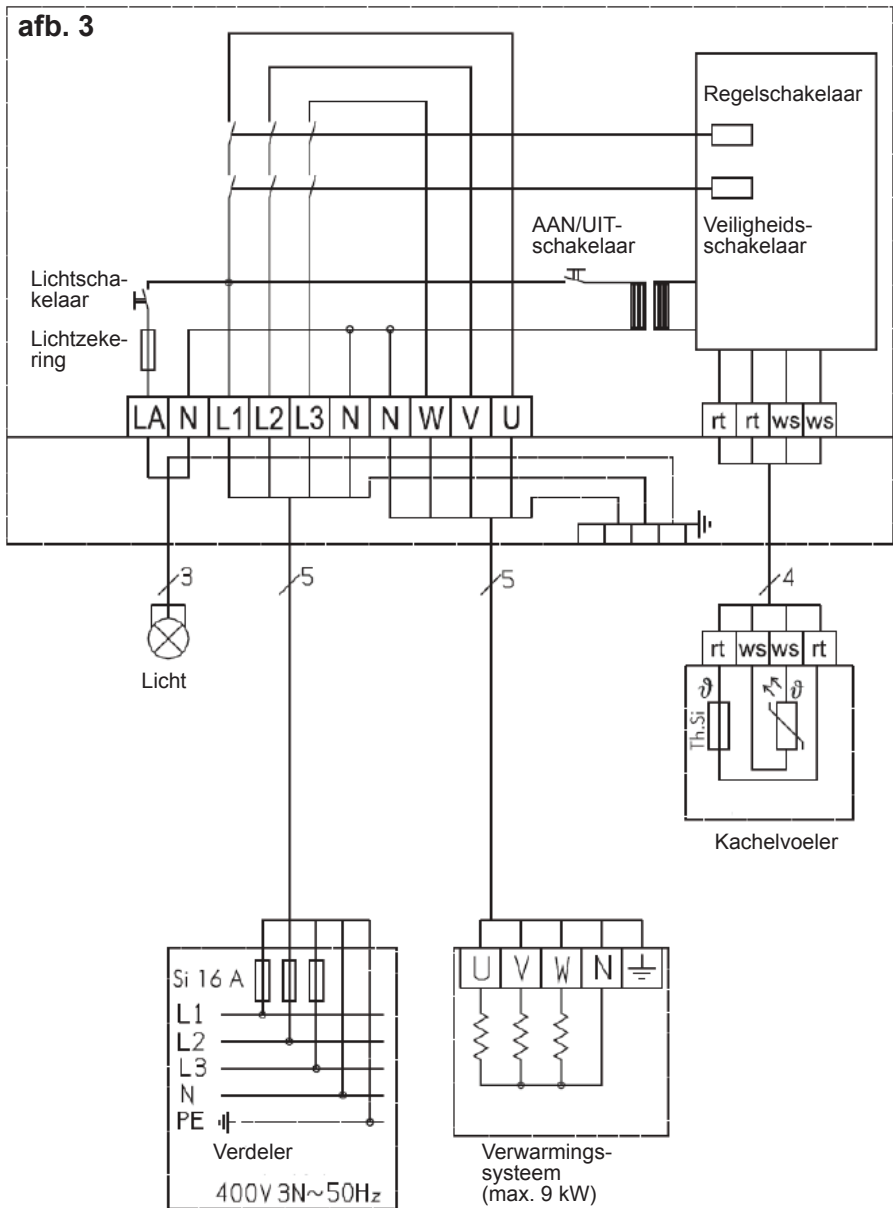 afb. 3
Regelschakelaar
AAN/UIT-
schakelaar
Veiligheids-
schakelaar
Lichtscha-
kelaar
Lichtzeke-
ring
LA N L1 L2 L3 N N W V U
rt rt ws ws
3
5
5
4
Licht
rt ws ws rt
ϑ
ϑ
Th.Si
Kachelvoeler
Si 16 A
L1
L2
L3
N
PE
Verdeler
400V 3N~50Hz
U V W N
Verwarmings-
systeem
(max. 9 kW)